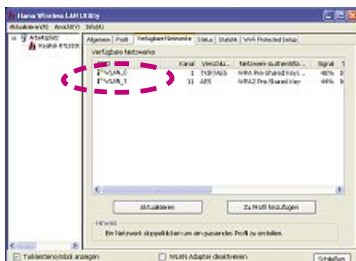 Hama Wireless LAN Utility
Aktualisieren(R) Ansicht(V) Info(A)
Arbeitsplatz
Realtek RTL8187
Allgemein Profil Verfügbare Netzwerke Status Statistik Wi-Fi Protected Setup
Verfügbare Netzwerke
Kanal Verschlü... Netzwerk-Authentifika... Signal
WLAN_0 1 TKIP/AES WPA Pre-Shared Key/... 48%
WLAN_1 11 AES WPA2 Pre-Shared Key 44%
Aktualisieren Zu Profil hinzufügen
Hinweis
Ein Netzwerk doppelklicken um ein passendes Profil zu erstellen.
Taskleistensymbol anzeigen WLAN Adapter deaktivieren Schließen